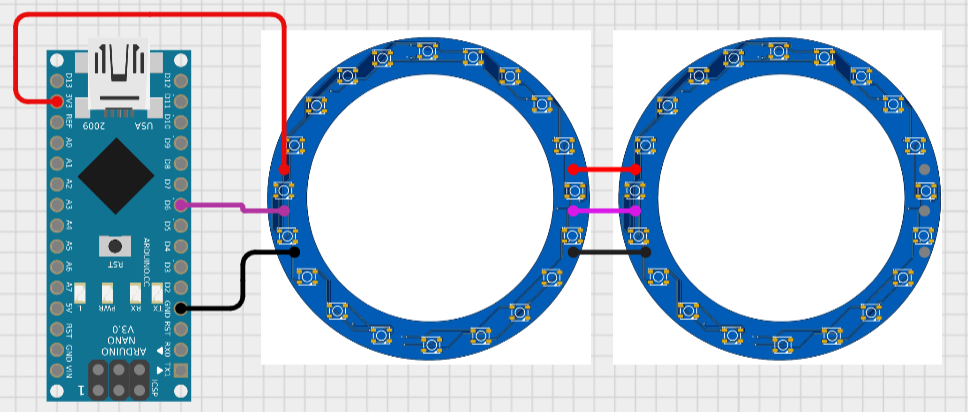 D13
3V3
REF
A0
A1
A2
A3
A4
A5
A6
A7
5V
RST
GND
VIN
D12
D11
D10
D9
D8
D7
D6
D5
D4
D3
D2
GND
RST
RX0
TX1
USA
2009
RST
ARDUINO.CC
TX
RX
PWR
L
ARDUINO
NANO
V3.0
ICSP
1